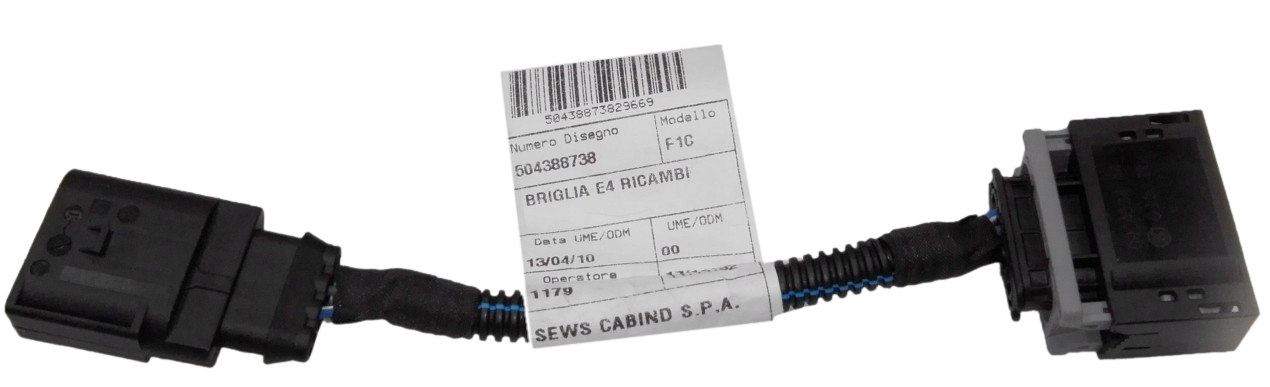 50438873829669
Numero Disegno
Modello
504388738
F1C
BRIGLIA E4 RICAMBI
Data UME/ODM
UME/ODM
13/04/10
00
Operatore
1179
SEWS CABIND S.P.A.